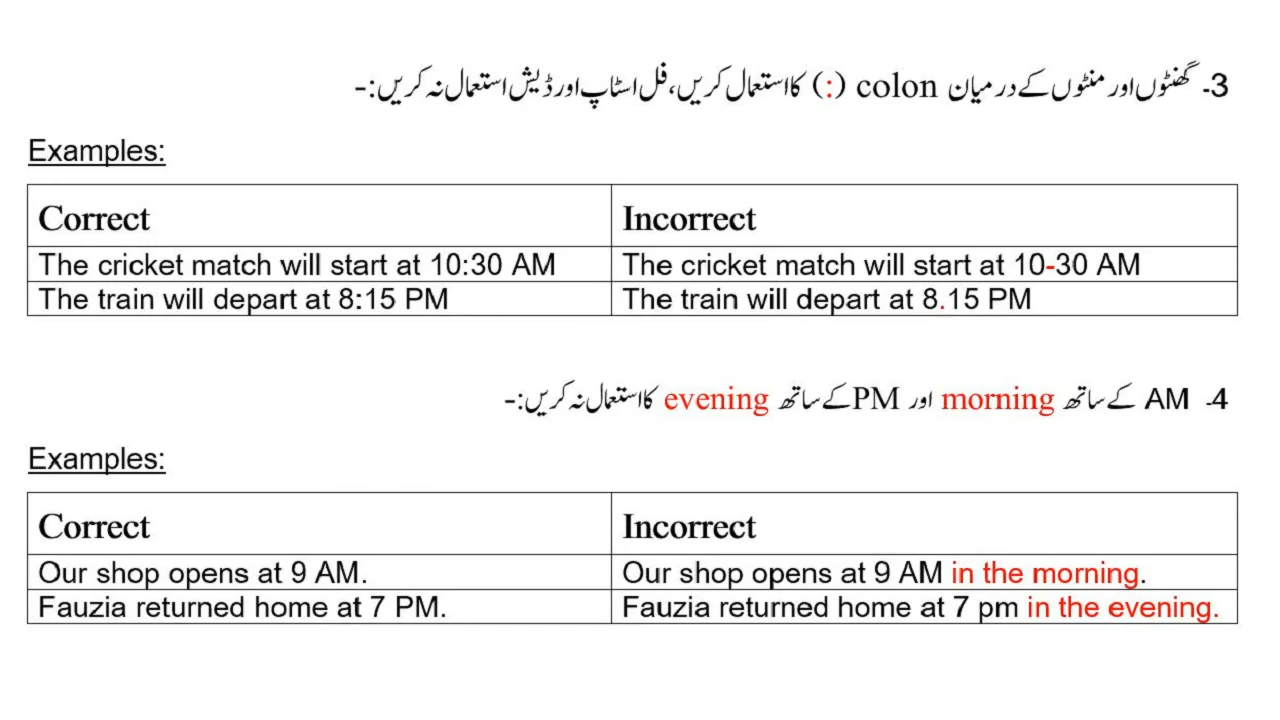 3۔ گھنٹوں اور منٹوں کے درمیان colon (:) کا استعمال کریں، فل اسٹاپ اور ڈیش استعمال نہ کریں:-
Examples:
Correct Incorrect
The cricket match will start at 10:30 AM The cricket match will start at 10-30 AM
The train will depart at 8:15 PM The train will depart at 8.15 PM
4۔ AM کے ساتھ morning اور PM کے ساتھ evening کا استعمال نہ کریں:-
Examples:
Correct Incorrect
Our shop opens at 9 AM. Our shop opens at 9 AM in the morning.
Fauzia returned home at 7 PM. Fauzia returned home at 7 pm in the evening.